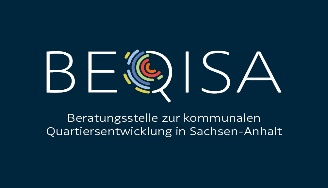 BEQISA
Beratungsstelle zur kommunalen
Quartiersentwicklung in Sachsen-Anhalt